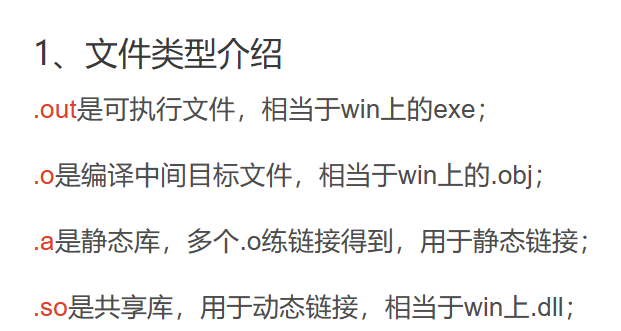 1、文件类型介绍
.out是可执行文件，相当于win上的exe；
.o是编译中间目标文件，相当于win上的.obj；
.a是静态库，多个.o练链接得到，用于静态链接；
.so是共享库，用于动态链接，相当于win上.dll；